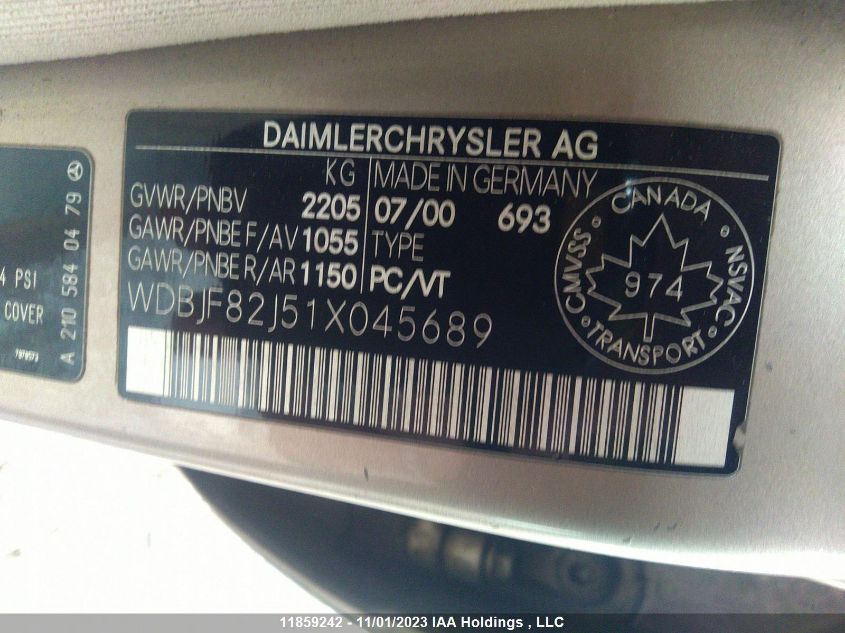 DAIMLERCHRYSLER AG
KG MADE IN GERMANY
GVWR/PNBV 2205 07/00 693
GAWR/PNBE F/AV 1055 TYPE
GAWR/PNBE R/AR 1150 PC/VT
WDBJF82J51X045689
CANADA
CMVSS NSVAC
974
TRANSPORT
4 PSI
COVER
A 210 584 04 79
11859242 - 11/01/2023 IAA Holdings , LLC